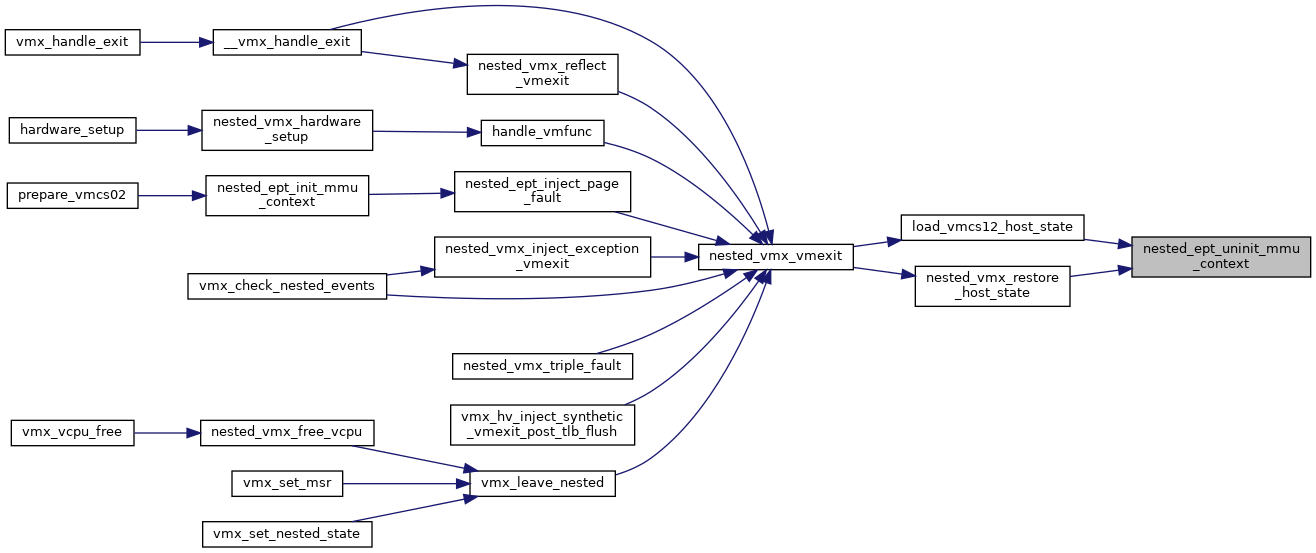 vmx_handle_exit
__vmx_handle_exit
nested_vmx_reflect
_vmexit
hardware_setup
nested_vmx_hardware
_setup
handle_vmfunc
prepare_vmcs02
nested_ept_init_mmu
_context
nested_ept_inject_page
_fault
nested_vmx_inject_exception
_vmexit
vmx_check_nested_events
nested_vmx_vmexit
load_vmcs12_host_state
nested_vmx_restore
_host_state
nested_ept_uninit_mmu
_context
nested_vmx_triple_fault
vmx_hv_inject_synthetic
_vmexit_post_tlb_flush
vmx_vcpu_free
nested_vmx_free_vcpu
vmx_set_msr
vmx_leave_nested
vmx_set_nested_state